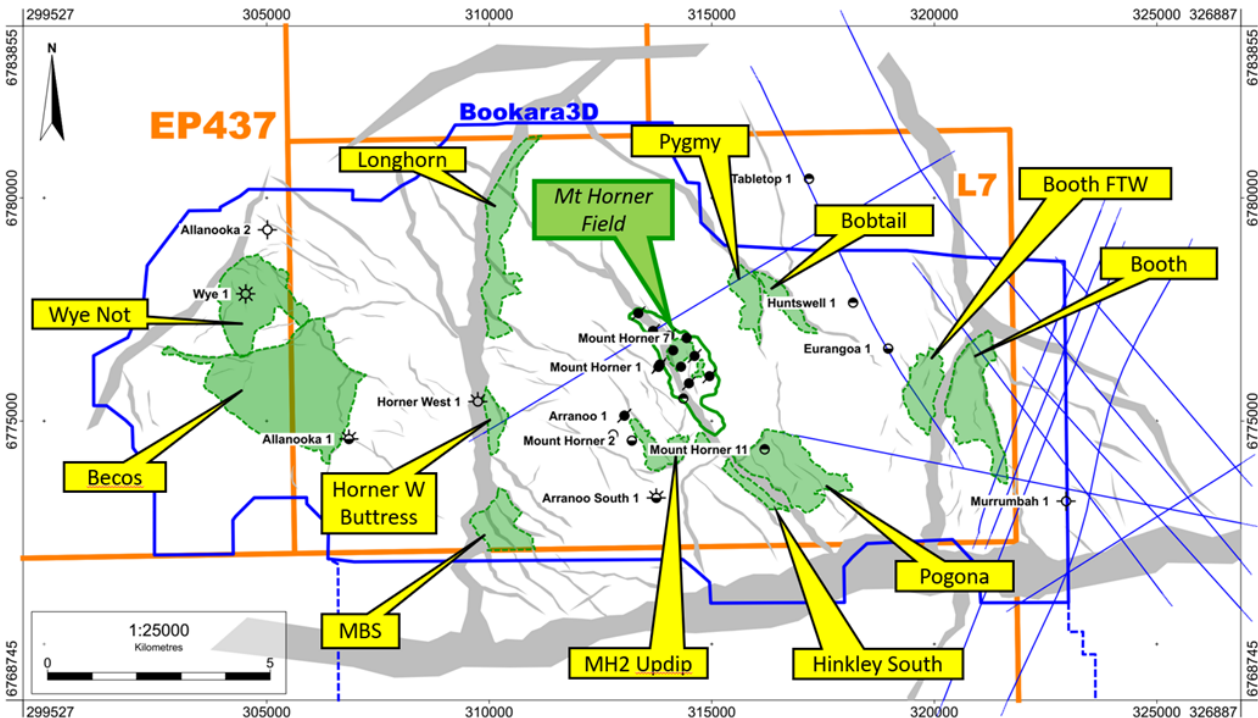 299527 305000 310000 315000 320000 325000 326887
6783855
6783855
N
EP437
Bookara3D
Pygmy
Longhorn
Tabletop 1
L7
Booth FTW
6780000
6780000
Mt Horner
Field
Bobtail
Allanooka 2
Booth
Wye 1
Huntswell 1
Wye Not
Mount Horner 7
Eurangoa 1
Mount Horner 1
Horner West 1
6775000
6775000
Arranoo 1
Allanooka 1
Mount Horner 2
Mount Horner 11
Becos
Horner W
Buttress
Arranoo South 1
Murrumbah 1
Pogona
MBS
1:25000
Kilometres
0 5
MH2 Updip
Hinkley South
6768745
6768745
299527 305000 310000 315000 320000 325000 326887